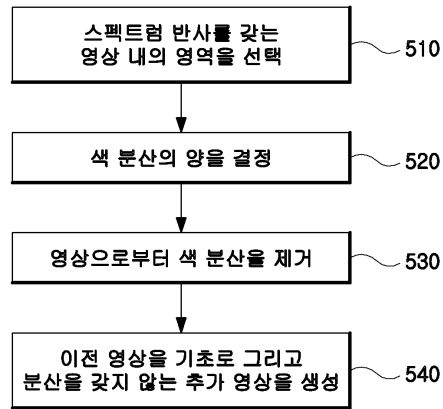 스펙트럼 반사를 갖는
영상 내의 영역을 선택
510
색 분산의 양을 결정
520
영상으로부터 색 분산을 제거
530
이전 영상을 기초로 그리고
분산을 갖지 않는 추가 영상을 생성
540